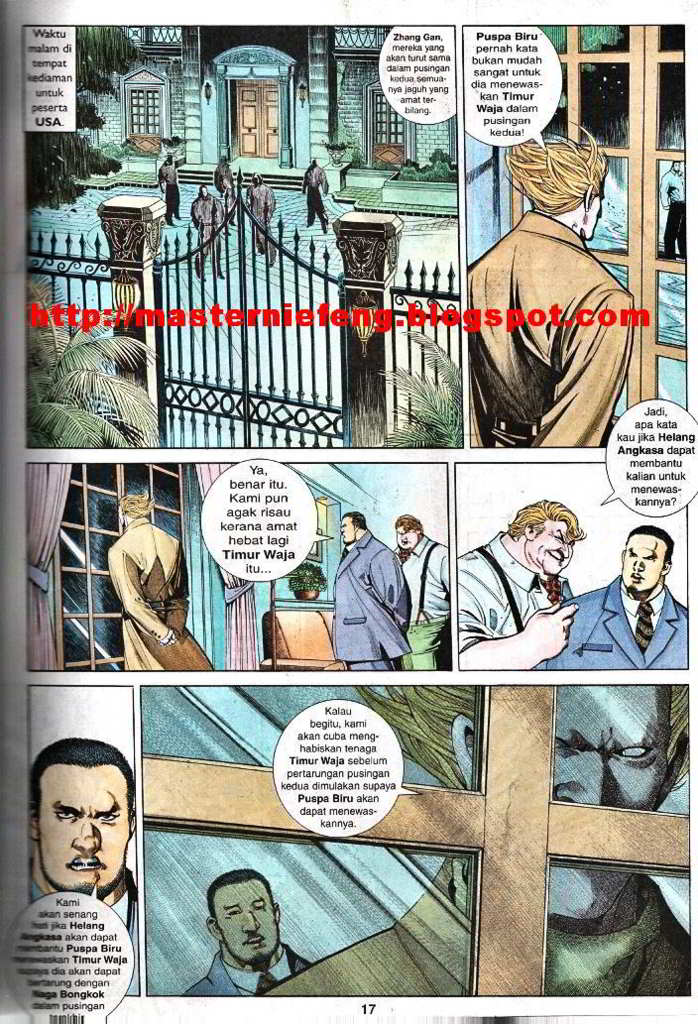 Waktu
malam di
tempat
kediaman
untuk
peserta
USA.
Zhang Gan,
mereka yang
akan turut sama
dalam pusingan
kedua semua-
nya jaguh yang
amat ter-
bilang.
Puspa Biru
pernah kata
bukan mudah
sangat untuk
dia menewas-
kan Timur
Waja dalam
pusingan
kedua!
http://masterniefeng.blogspot.com
Jadi,
apa kata
kau jika Helang
Angkasa dapat
membantu
kalian untuk
menewas-
kannya?
Ya,
benar itu.
Kami pun
agak risau
kerana amat
hebat lagi
Timur Waja
itu...
Kalau
begitu, kami
akan cuba meng-
habiskan tenaga
Timur Waja sebelum
pertarungan pusingan
kedua dimulakan supaya
Puspa Biru akan
dapat menewas-
kannya.
Kami
akan senang
hati jika Helang
Angkasa akan dapat
membantu Puspa Biru
menewaskan Timur Waja
supaya dia akan dapat
bertarung dengan
Naga Bongkok
dalam pusingan
17